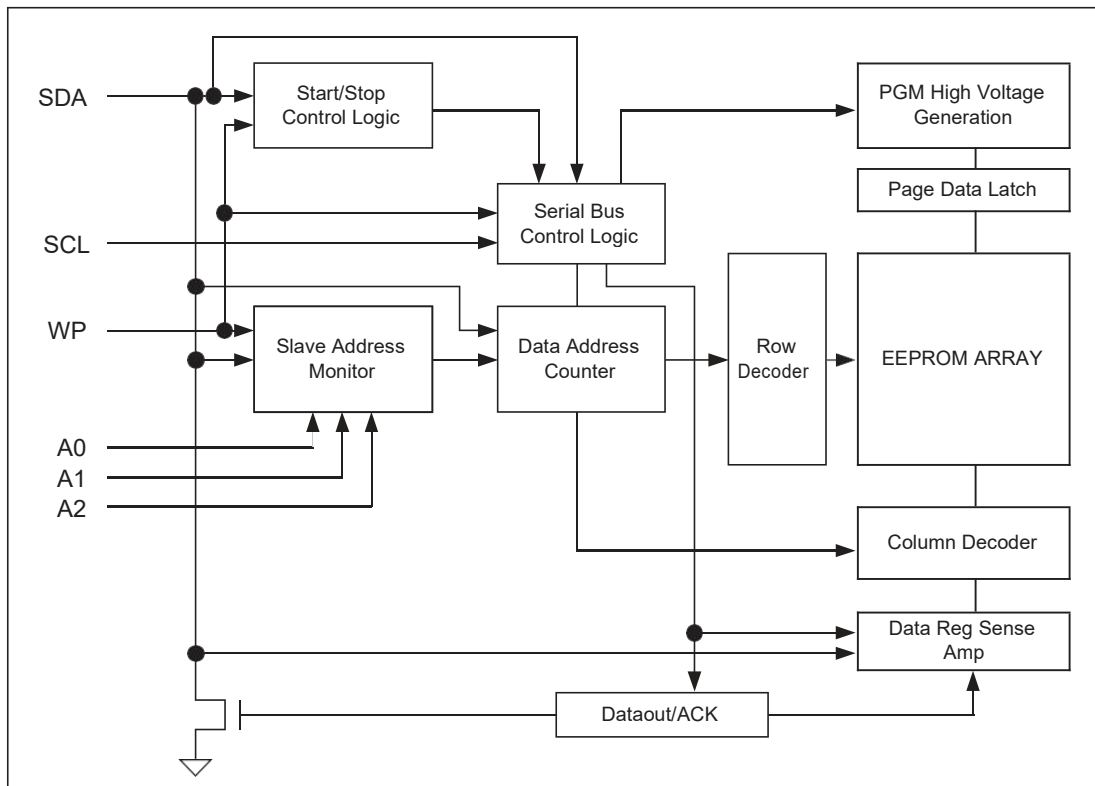 SDA
Start/Stop
Control Logic
PGM High Voltage
Generation
Page Data Latch
SCL
Serial Bus
Control Logic
WP
Slave Address
Monitor
Data Address
Counter
Row
Decoder
EEPROM ARRAY
A0
A1
A2
Column Decoder
Data Reg Sense
Amp
Dataout/ACK